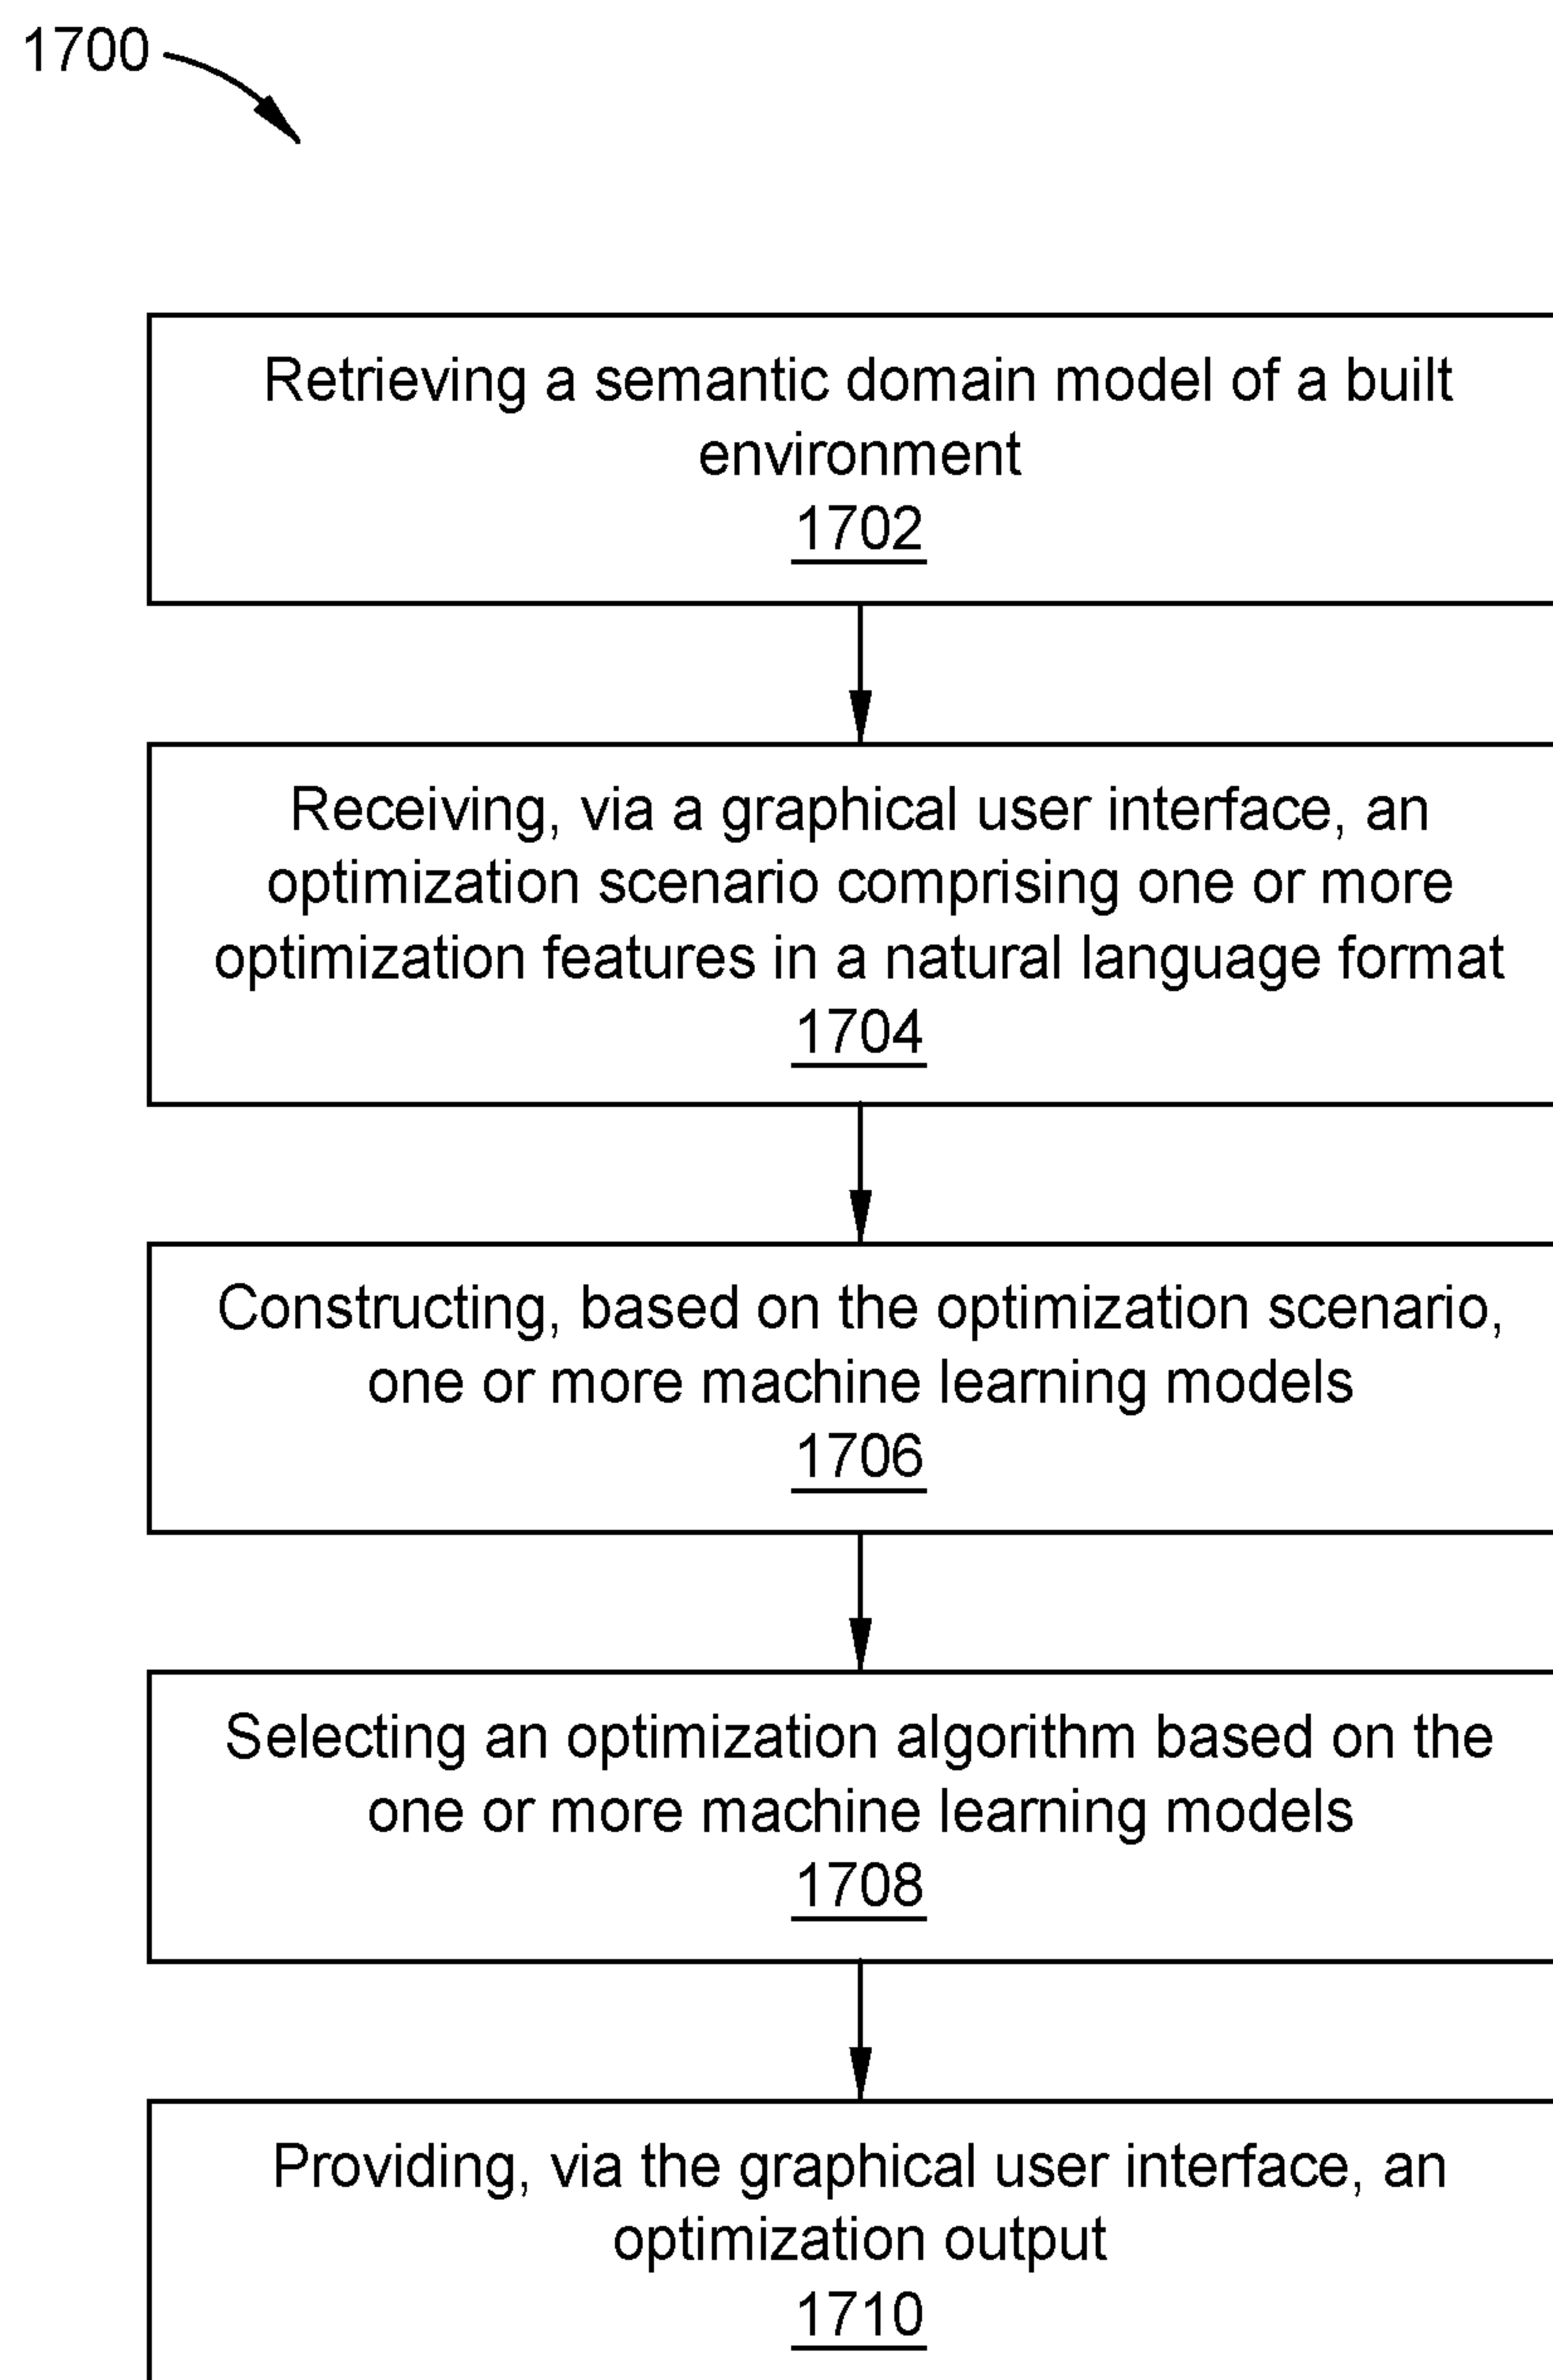 1700
Retrieving a semantic domain model of a built
environment
1702
Receiving, via a graphical user interface, an
optimization scenario comprising one or more
optimization features in a natural language format
1704
Constructing, based on the optimization scenario,
one or more machine learning models
1706
Selecting an optimization algorithm based on the
one or more machine learning models
1708
Providing, via the graphical user interface, an
optimization output
1710